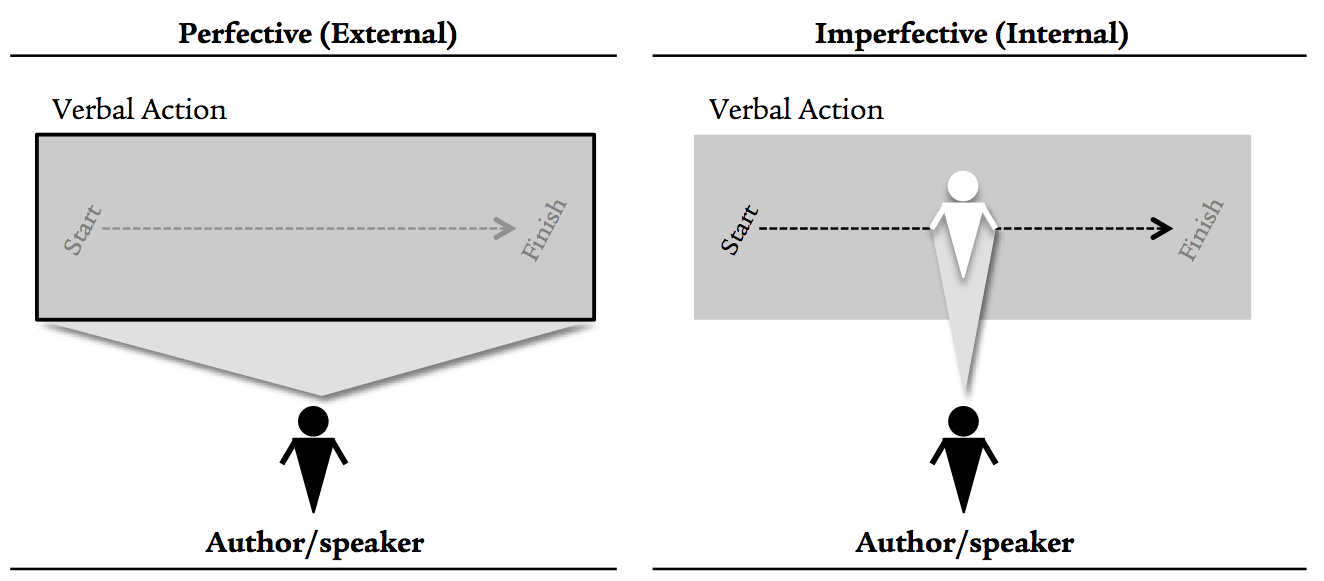 Perfective (External)
Verbal Action
Start
Finish
Author/speaker
Imperfective (Internal)
Verbal Action
Start
Finish
Author/speaker